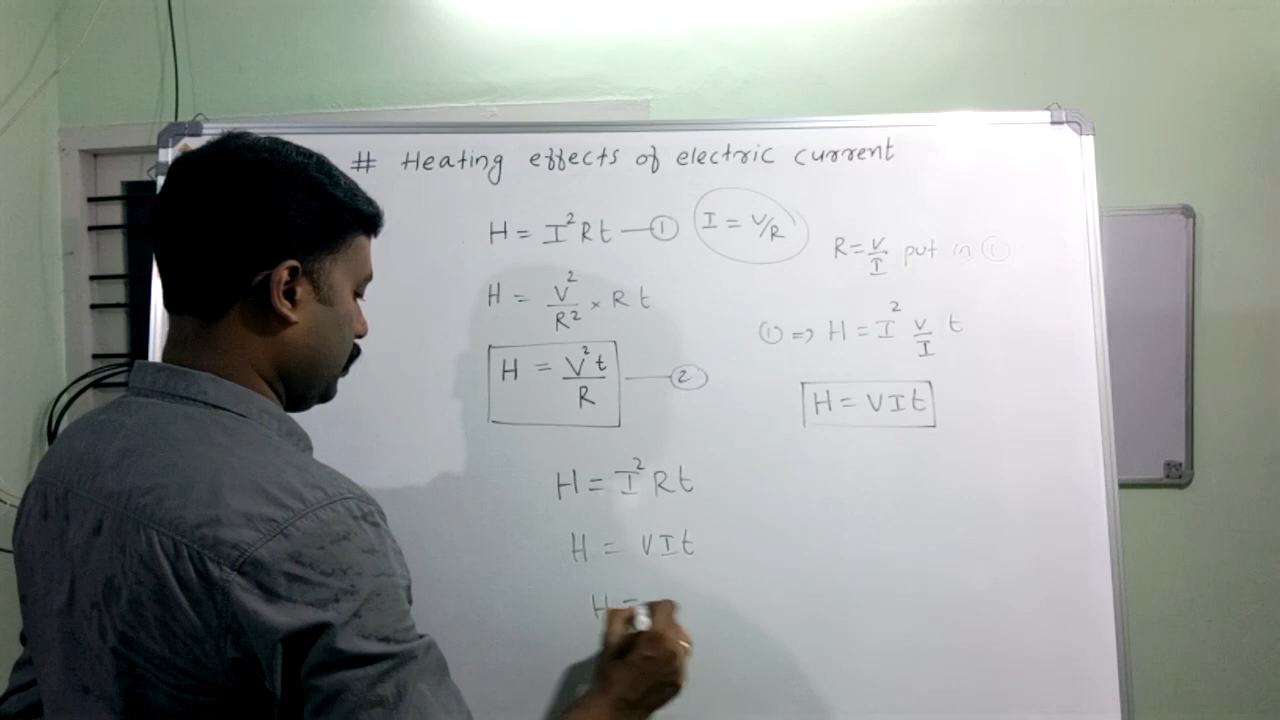 # Heating effects of electric current
H = I²Rt — ①
I = V/R
H = V²/R² × Rt
H = V²t/R — ②
R = V/I put in ①
① ⇒ H = I² V/I t
H = VIt
H = I²Rt
H = VIt
H =